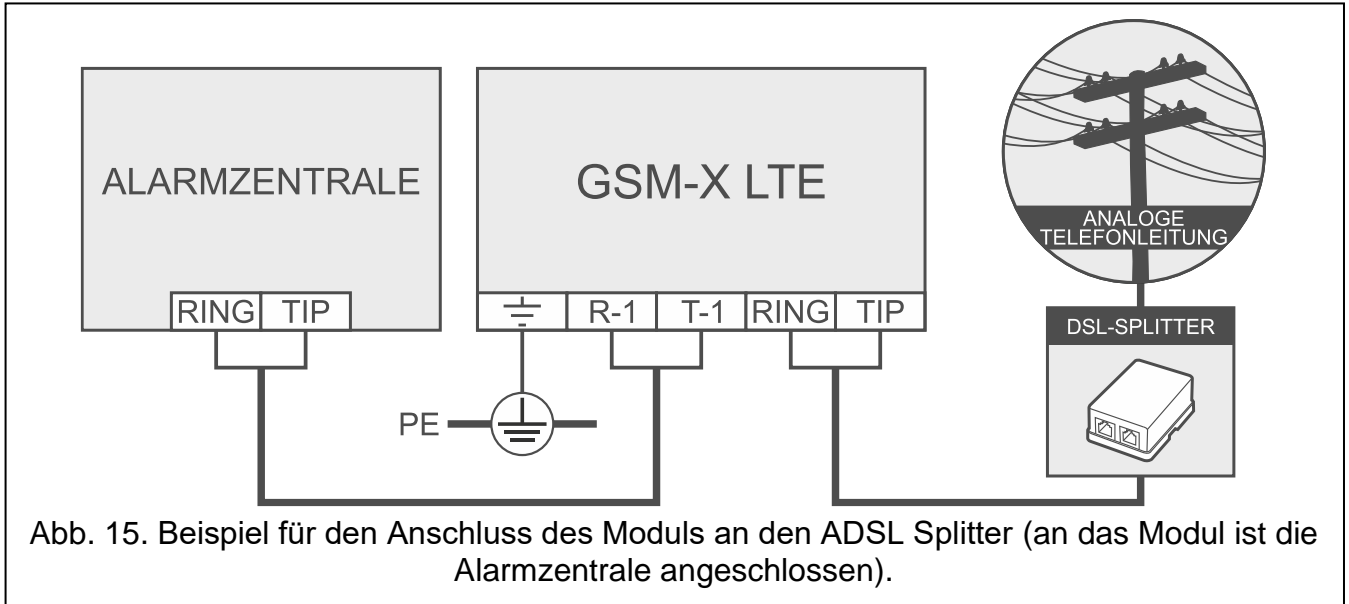 ALARMZENTRALE
RING TIP
GSM-X LTE
R-1 T-1 RING TIP
PE
ANALOGE
TELEFONLEITUNG
DSL-SPLITTER
Abb. 15. Beispiel für den Anschluss des Moduls an den ADSL Splitter (an das Modul ist die
Alarmzentrale angeschlossen).